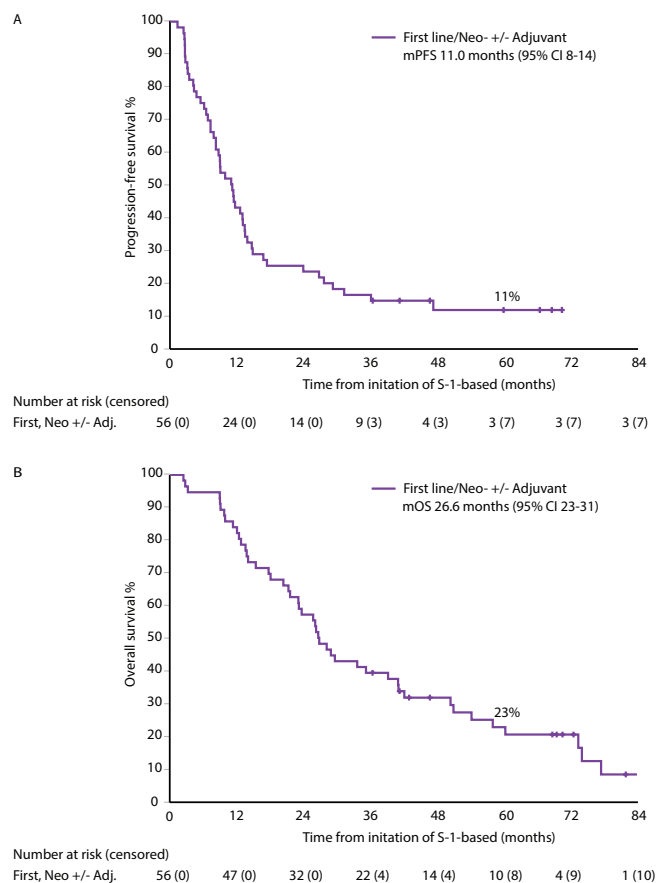 A
First line/Neo- +/- Adjuvant
mPFS 11.0 months (95% CI 8-14)
Progression-free survival %
100
90
80
70
60
50
40
30
20
10
0
11%
0 12 24 36 48 60 72 84
Time from initation of S-1-based (months)
Number at risk (censored)
First, Neo +/- Adj. 56 (0) 24 (0) 14 (0) 9 (3) 4 (3) 3 (7) 3 (7) 3 (7)
B
First line/Neo- +/- Adjuvant
mOS 26.6 months (95% CI 23-31)
Overall survival %
100
90
80
70
60
50
40
30
20
10
0
23%
0 12 24 36 48 60 72 84
Time from initation of S-1-based (months)
Number at risk (censored)
First, Neo +/- Adj. 56 (0) 47 (0) 32 (0) 22 (4) 14 (4) 10 (8) 4 (9) 1 (10)